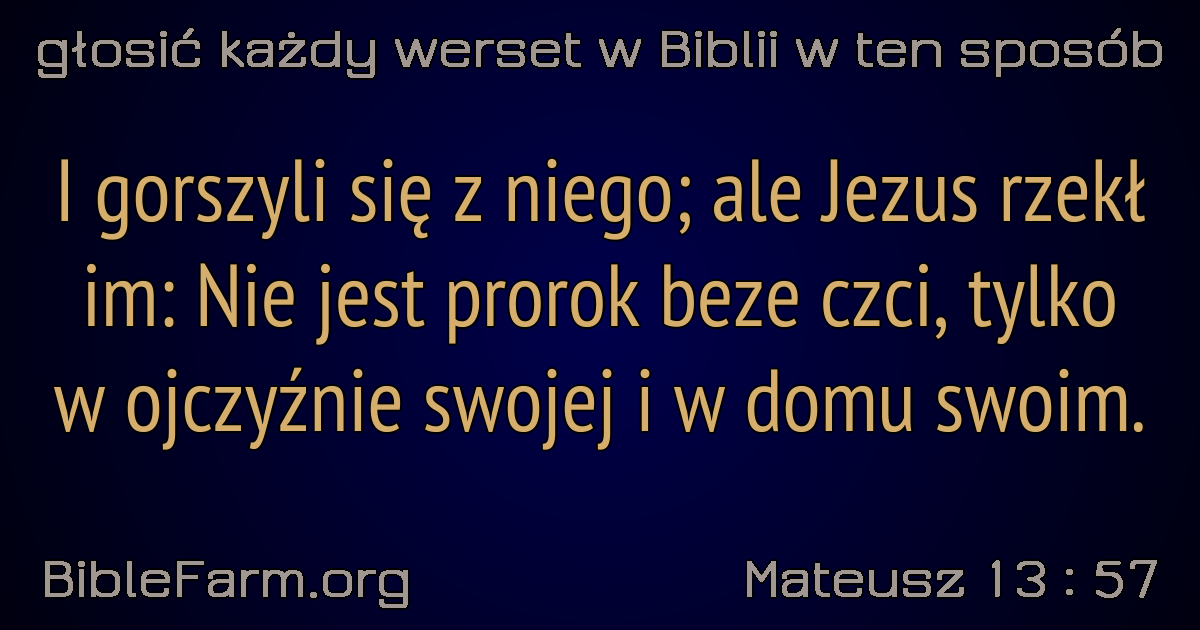 głosić każdy werset w Biblii w ten sposób
I gorszyli się z niego; ale Jezus rzekł
im: Nie jest prorok beze czci, tylko
w ojczyźnie swojej i w domu swoim.
BibleFarm.org
Mateusz 13 : 57